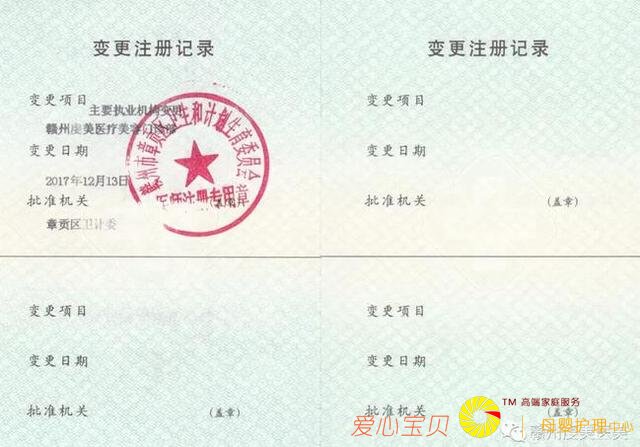 变更注册记录
变更项目
主要执业机构变更
赣州虔美医疗美容门诊部
变更日期
2017年12月13日
批准机关
(盖章)
章贡区卫计委
赣州市章贡区卫生和计划生育委员会
医师注册专用章
变更项目
变更日期
批准机关
(盖章)
变更注册记录
变更项目
变更日期
批准机关
(盖章)
变更项目
变更日期
批准机关
(盖章)
爱心宝贝
TM 高端家庭服务
母婴护理中心